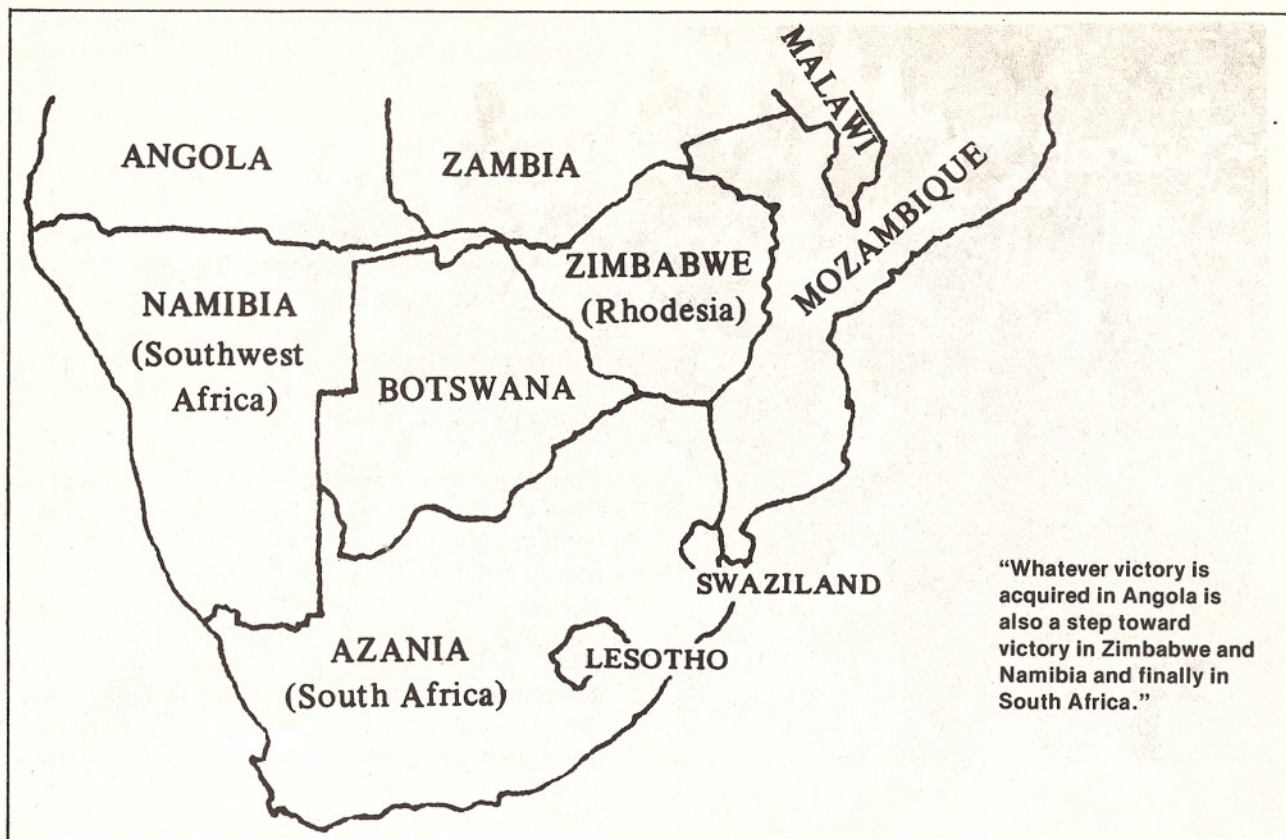 MALAWI
ANGOLA
ZAMBIA
MOZAMBIQUE
ZIMBABWE
(Rhodesia)
NAMIBIA
(Southwest
Africa)
BOTSWANA
SWAZILAND
AZANIA
(South Africa)
LESOTHO
“Whatever victory is
acquired in Angola is
also a step toward
victory in Zimbabwe and
Namibia and finally in
South Africa.”